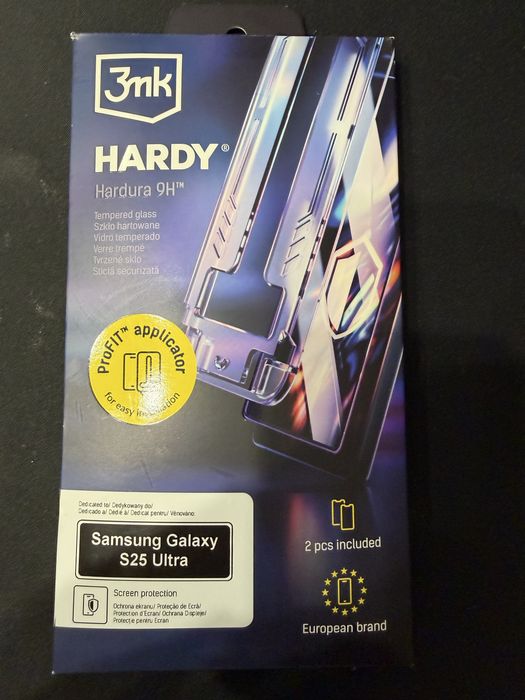 3mk
HARDY®
Hardura 9H™
Tempered glass
Szkło hartowane
Vidro temperado
Verre trempé
Tvrzené sklo
Sticlă securizată
ProFIT™ applicator
for easy installation
Dedicated to/ Dedykowany do/
Dedicado a/ Dédié à/ Dedicat pentru/ Věnováno:
Samsung Galaxy
S25 Ultra
Screen protection
Ochrona ekranu/ Proteção de Ecrã/
Protection d'Écran/ Ochrana Displeje/
Protecție pentru Ecran
2 pcs included
European brand